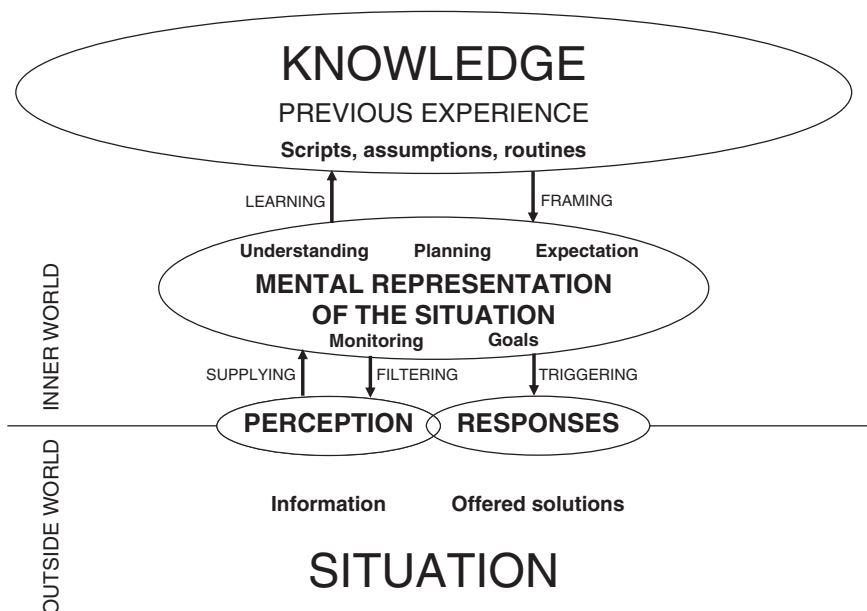 KNOWLEDGE
PREVIOUS EXPERIENCE
Scripts, assumptions, routines
LEARNING
FRAMING
Understanding
Planning
Expectation
MENTAL REPRESENTATION
OF THE SITUATION
Monitoring
Goals
SUPPLYING
FILTERING
TRIGGERING
INNER WORLD
PERCEPTION
RESPONSES
OUTSIDE WORLD
Information
Offered solutions
SITUATION